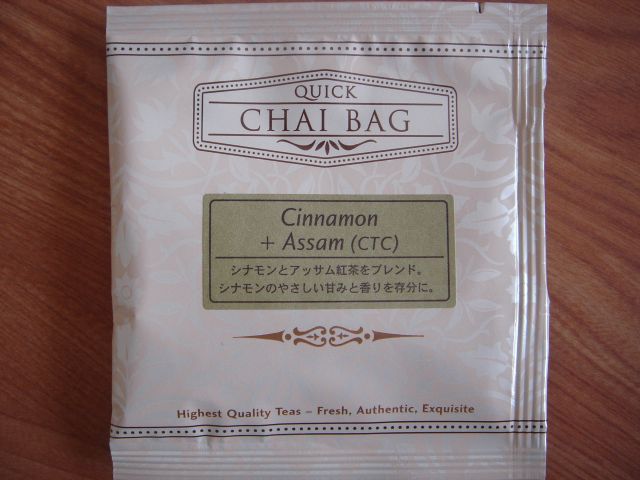 QUICK
CHAI BAG
Cinnamon
+ Assam (CTC)
シナモンとアッサム紅茶をブレンド。
シナモンのやさしい甘みと香りを存分に。
Highest Quality Teas – Fresh, Authentic, Exquisite